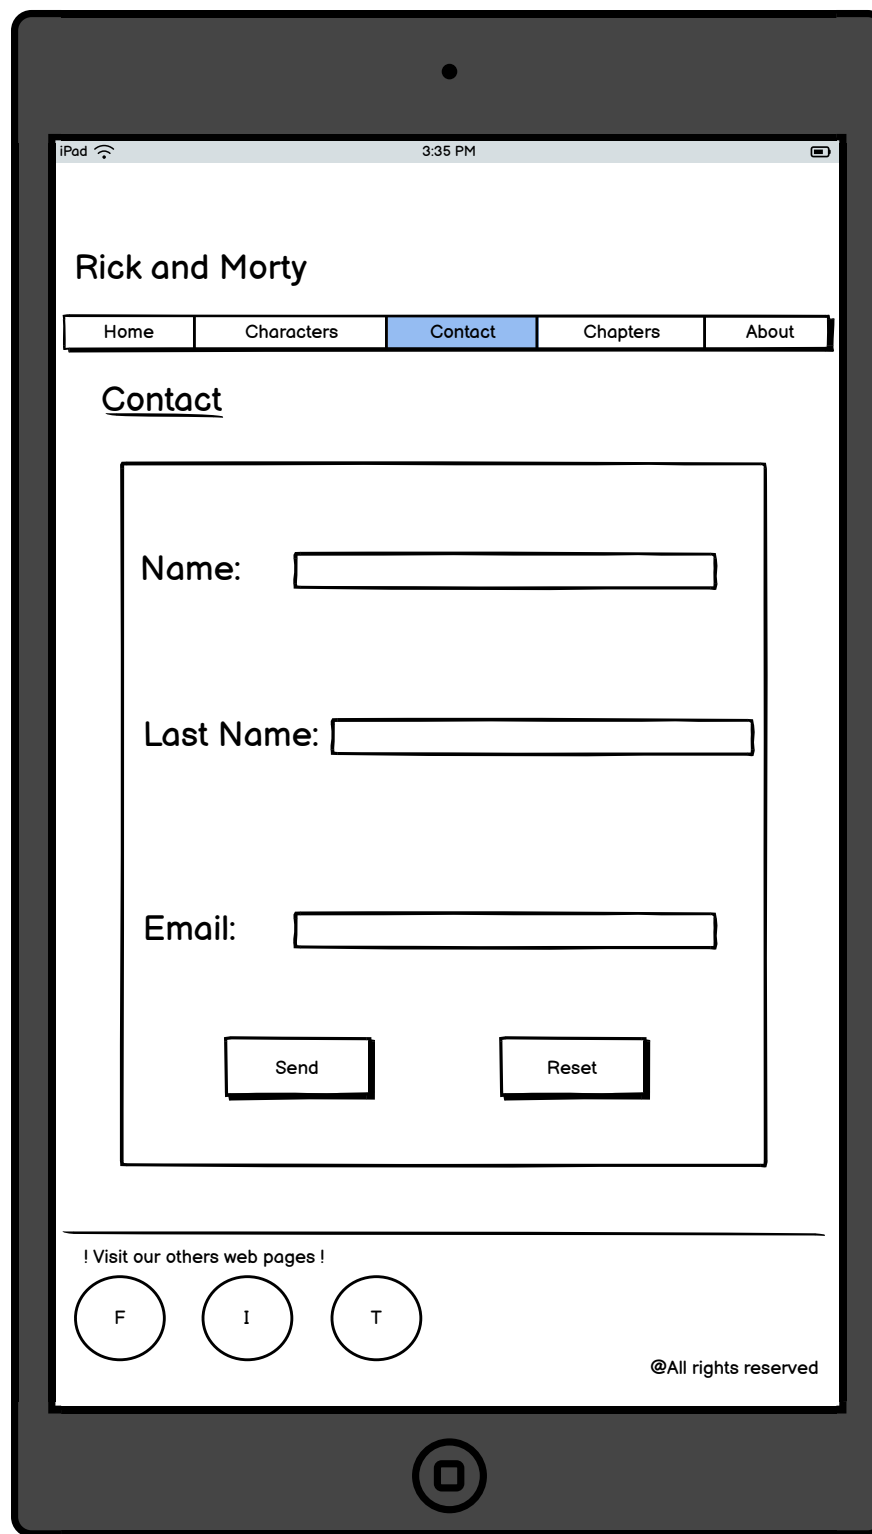 iPad 3:35 PM
Rick and Morty
Home Characters Contact Chapters About
Contact
Name:
Last Name:
Email:
Send Reset
! Visit our others web pages !
F I T
@All rights reserved